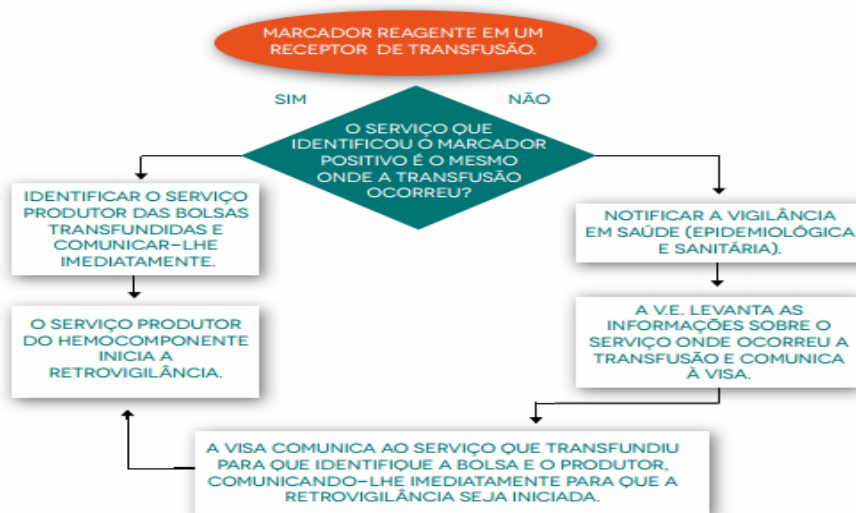 MARCADOR REAGENTE EM UM
RECEPTOR DE TRANSFUSÃO.
SIM
NÃO
O SERVIÇO QUE
IDENTIFICOU O MARCADOR
POSITIVO É O MESMO
ONDE A TRANSFUSÃO
OCORREU?
IDENTIFICAR O SERVIÇO
PRODUTOR DAS BOLSAS
TRANSFUNDIDAS E
COMUNICAR-LHE
IMEDIATAMENTE.
NOTIFICAR A VIGILÂNCIA
EM SAÚDE (EPIDEMIOLÓGICA
E SANITÁRIA).
O SERVIÇO PRODUTOR
DO HEMOCOMPONENTE
INICIA A
RETROVIGILÂNCIA.
A V.E. LEVANTA AS
INFORMAÇÕES SOBRE O
SERVIÇO ONDE OCORREU A
TRANSFUSÃO E COMUNICA
À VISA.
A VISA COMUNICA AO SERVIÇO QUE TRANSFUNDIU
PARA QUE IDENTIFIQUE A BOLSA E O PRODUTOR,
COMUNICANDO-LHE IMEDIATAMENTE PARA QUE A
RETROVIGILÂNCIA SEJA INICIADA.